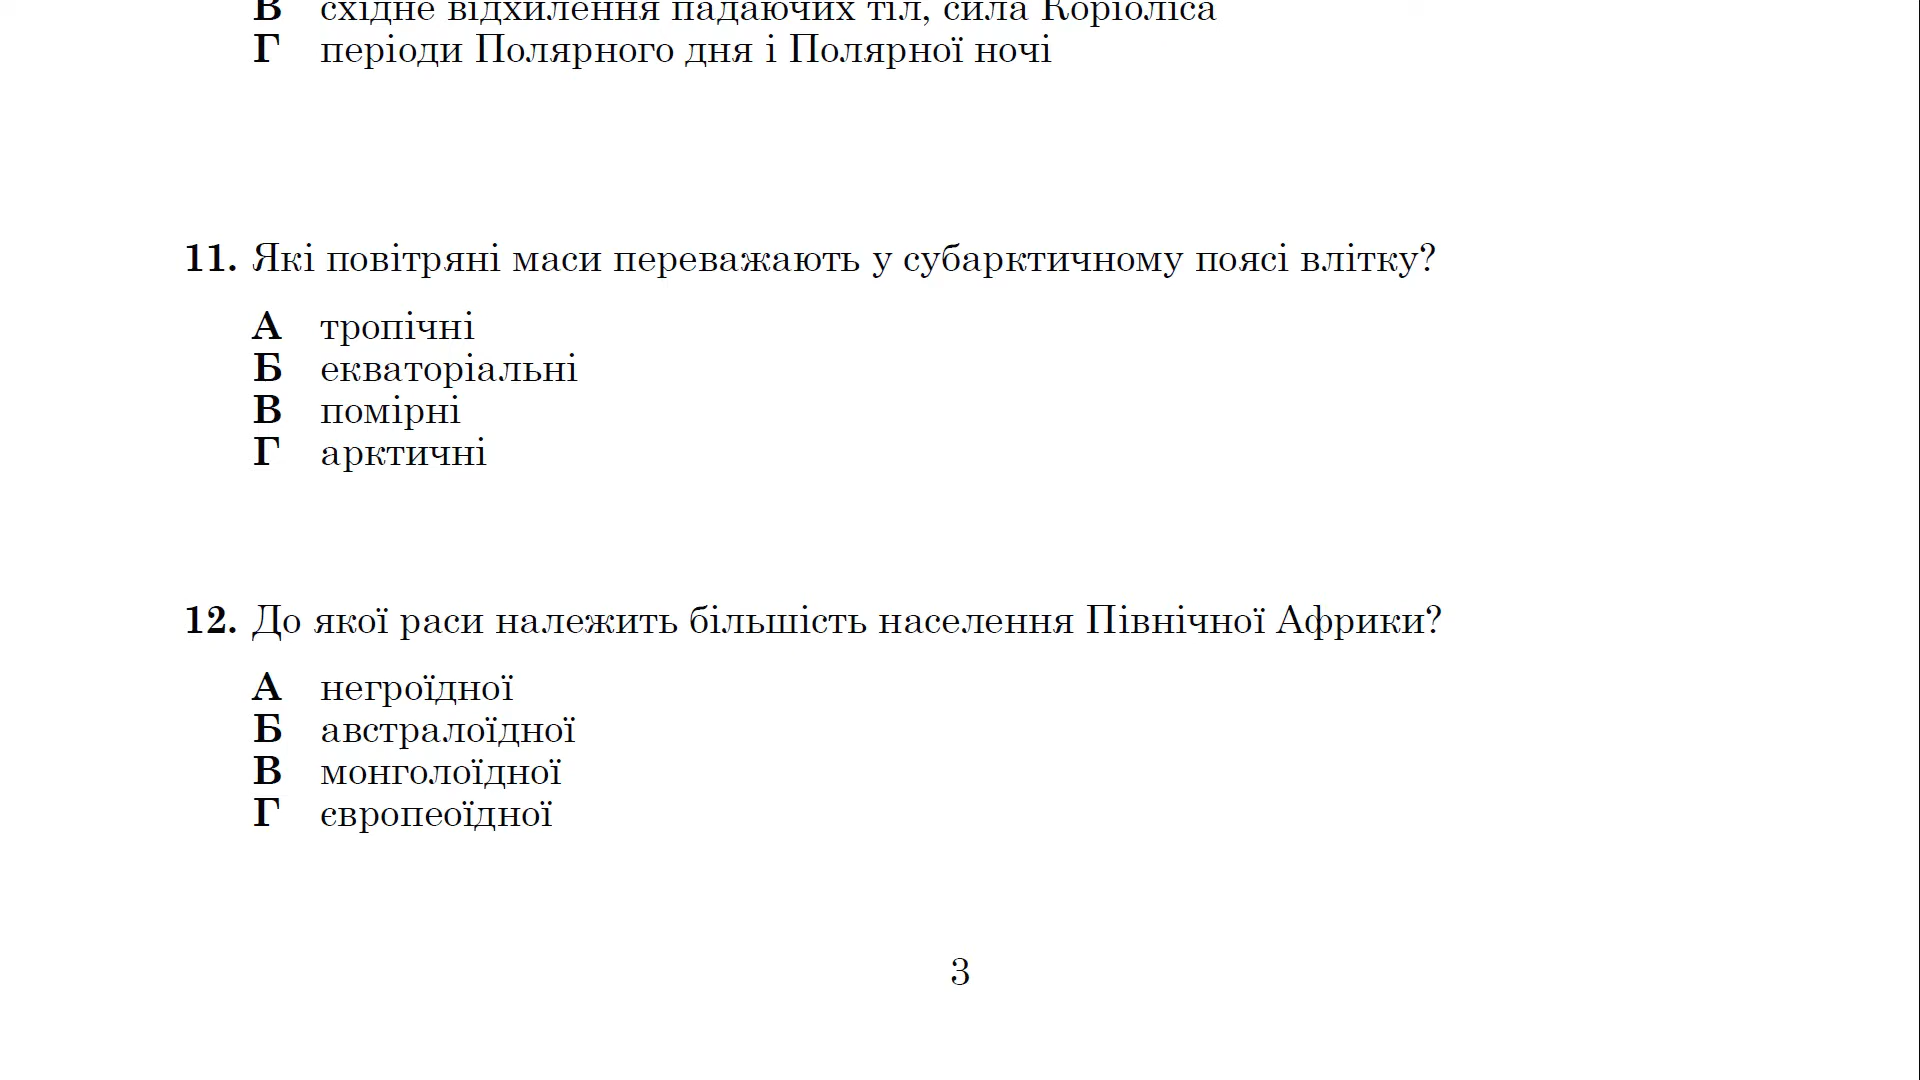 В східне відхилення падаючих тіл, сила Коріоліса
Г періоди Полярного дня і Полярної ночі
11. Які повітряні маси переважають у субарктичному поясі влітку?
А тропічні
Б екваторіальні
В помірні
Г арктичні
12. До якої раси належить більшість населення Північної Африки?
А негроїдної
Б австралоїдної
В монголоїдної
Г європеоїдної
3